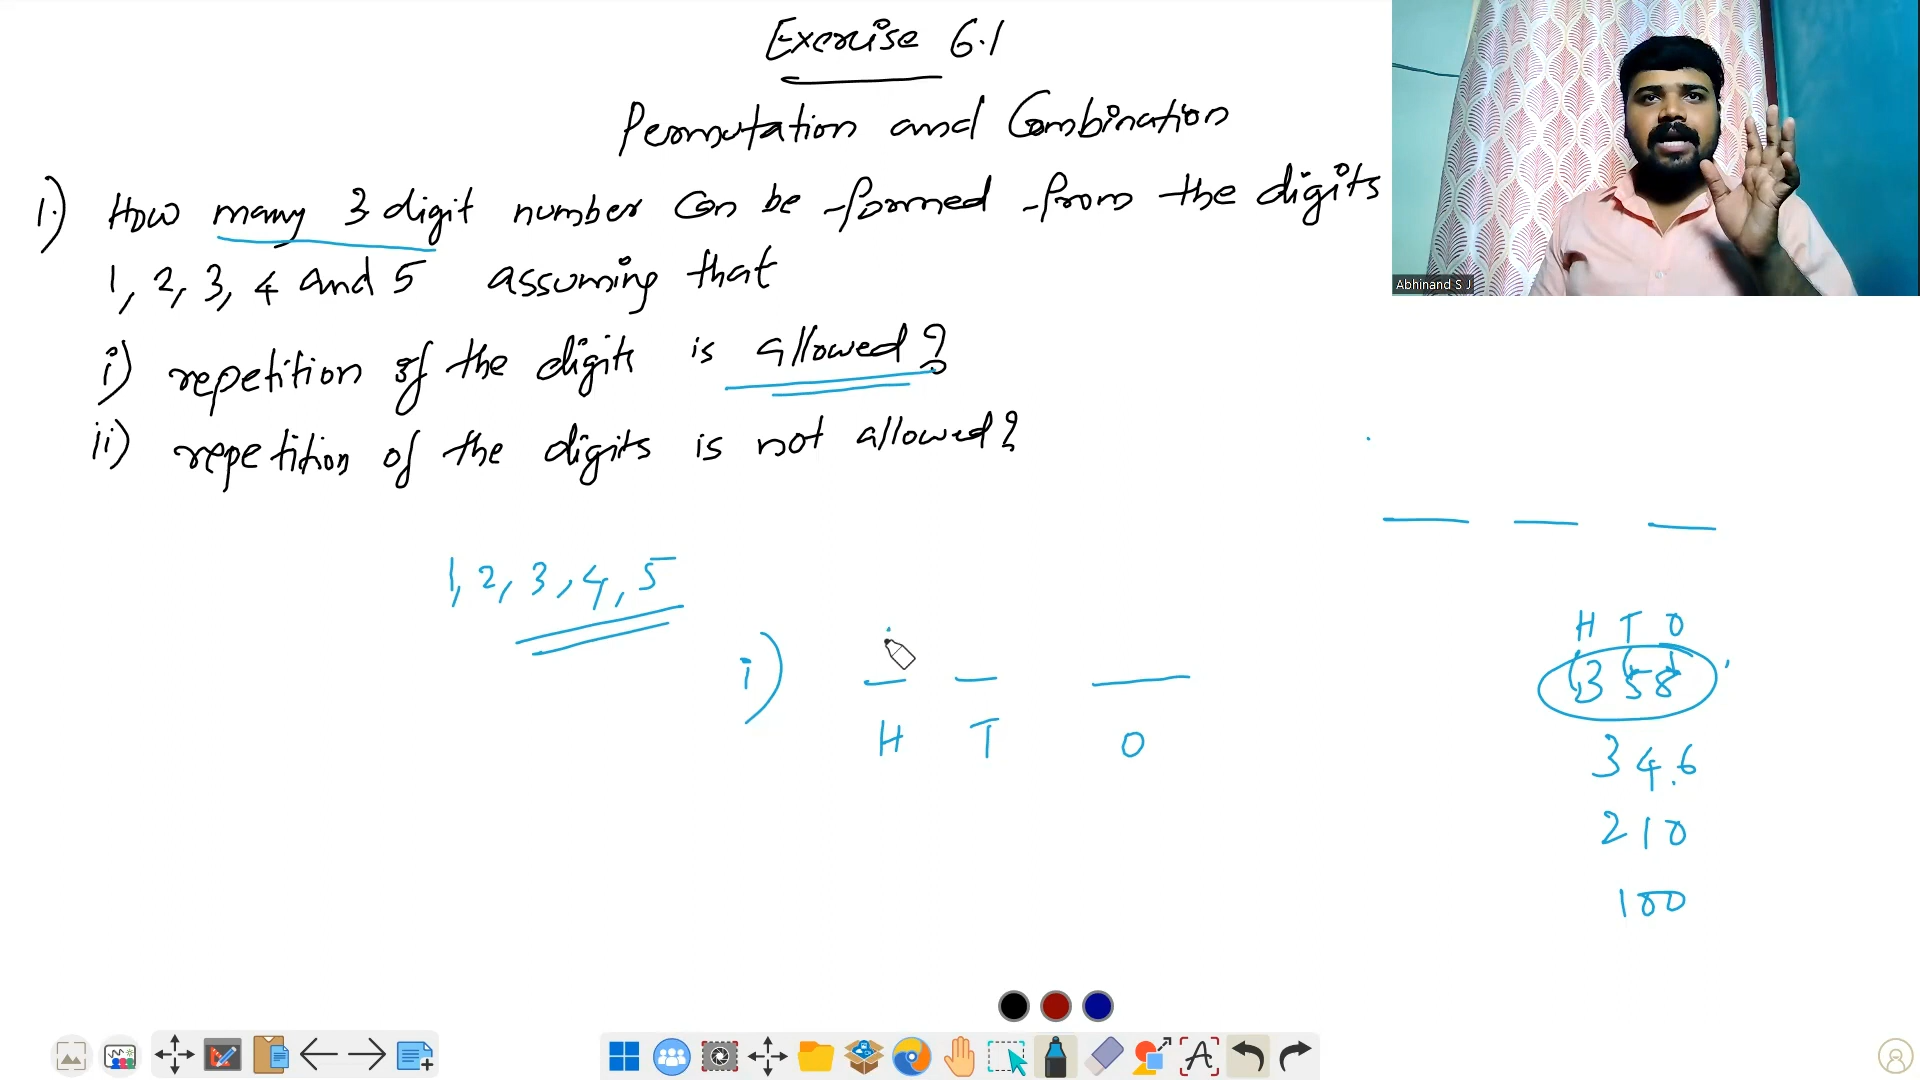 Exercise 6.1
Permutation and Combination
1.) How many 3 digit number can be formed from the digits
1, 2, 3, 4 and 5 assuming that
i) repetition of the digits is allowed?
ii) repetition of the digits is not allowed?
Abhinand S J
1, 2, 3, 4, 5
i)
H T O
H T O
358
346
210
100